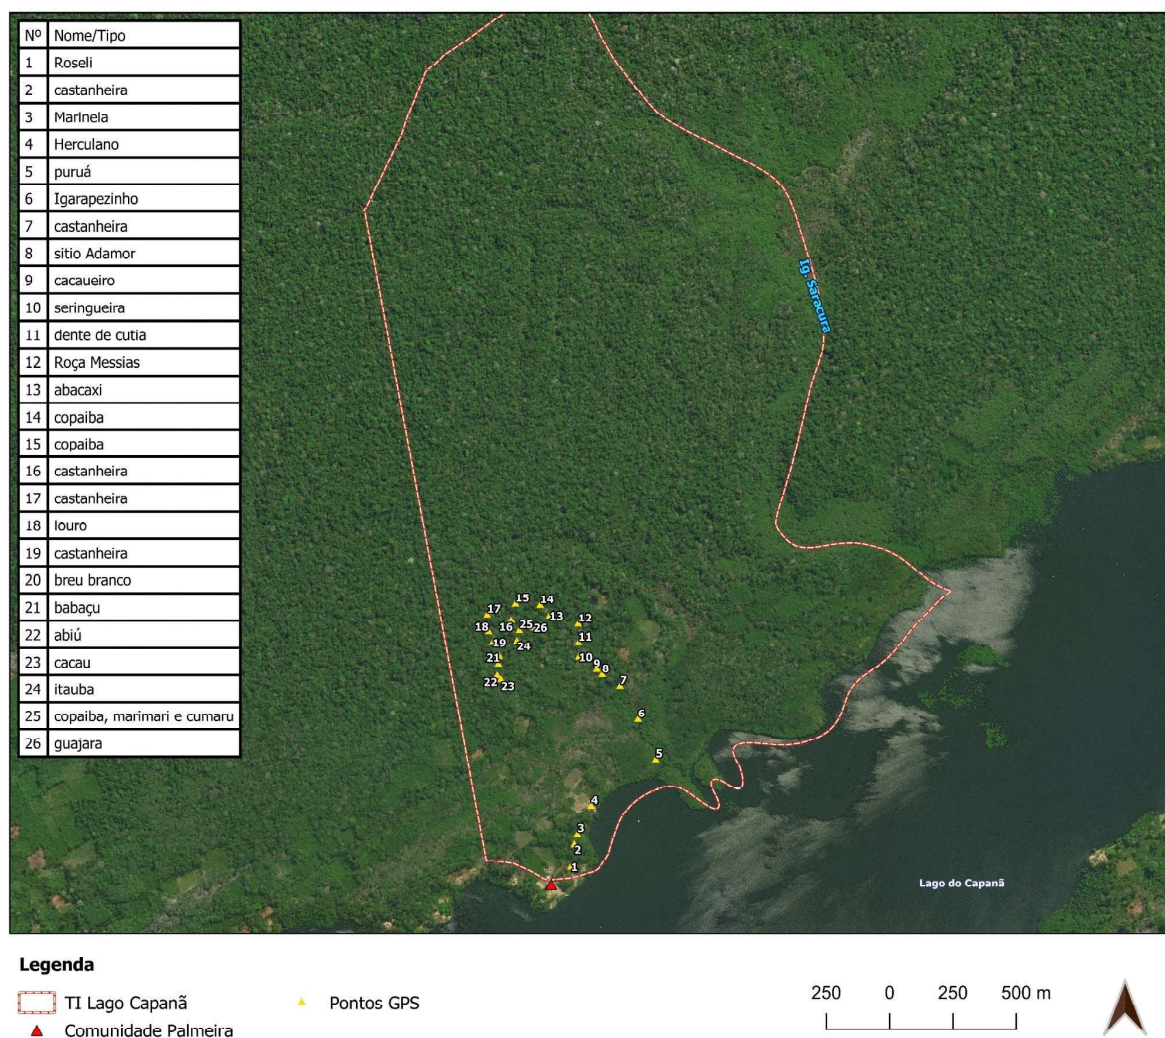 Nº Nome/Tipo
1 Roseli
2 castanheira
3 Marinela
4 Herculano
5 puruá
6 Igarapezinho
7 castanheira
8 sitio Adamor
9 cacaueiro
10 seringueira
11 dente de cutia
12 Roça Messias
13 abacaxi
14 copaiba
15 copaiba
16 castanheira
17 castanheira
18 louro
19 castanheira
20 breu branco
21 babaçu
22 abiú
23 cacau
24 itauba
25 copaiba, marimari e cumaru
26 guajara
Ig. Saracura
15 14
17 13
16 25 26 12
18
19 24 11
21 10 9
8
22 23 7
6
5
4
3
2
1
Lago do Capanã
Legenda
TI Lago Capanã
Pontos GPS
Comunidade Palmeira
250 0 250 500 m